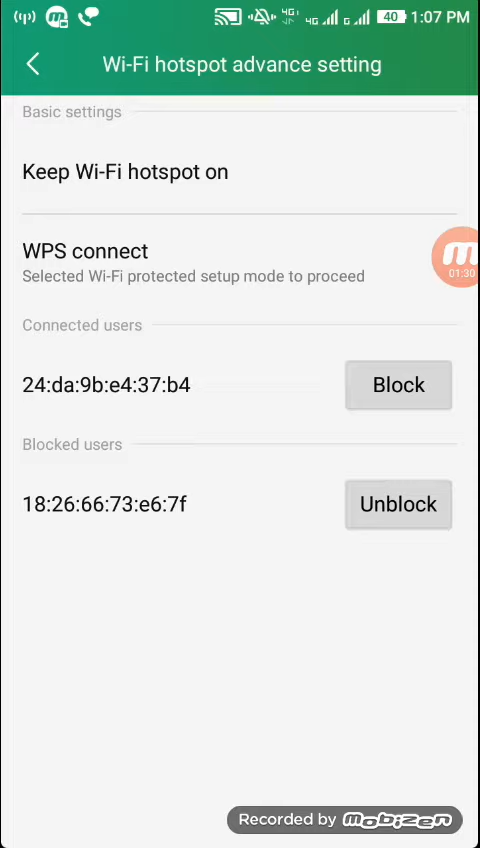 4G 4G G 40 1:07 PM
Wi-Fi hotspot advance setting
Basic settings
Keep Wi-Fi hotspot on
WPS connect
Selected Wi-Fi protected setup mode to proceed
01:30
Connected users
24:da:9b:e4:37:b4
Block
Blocked users
18:26:66:73:e6:7f
Unblock
Recorded by mobizen